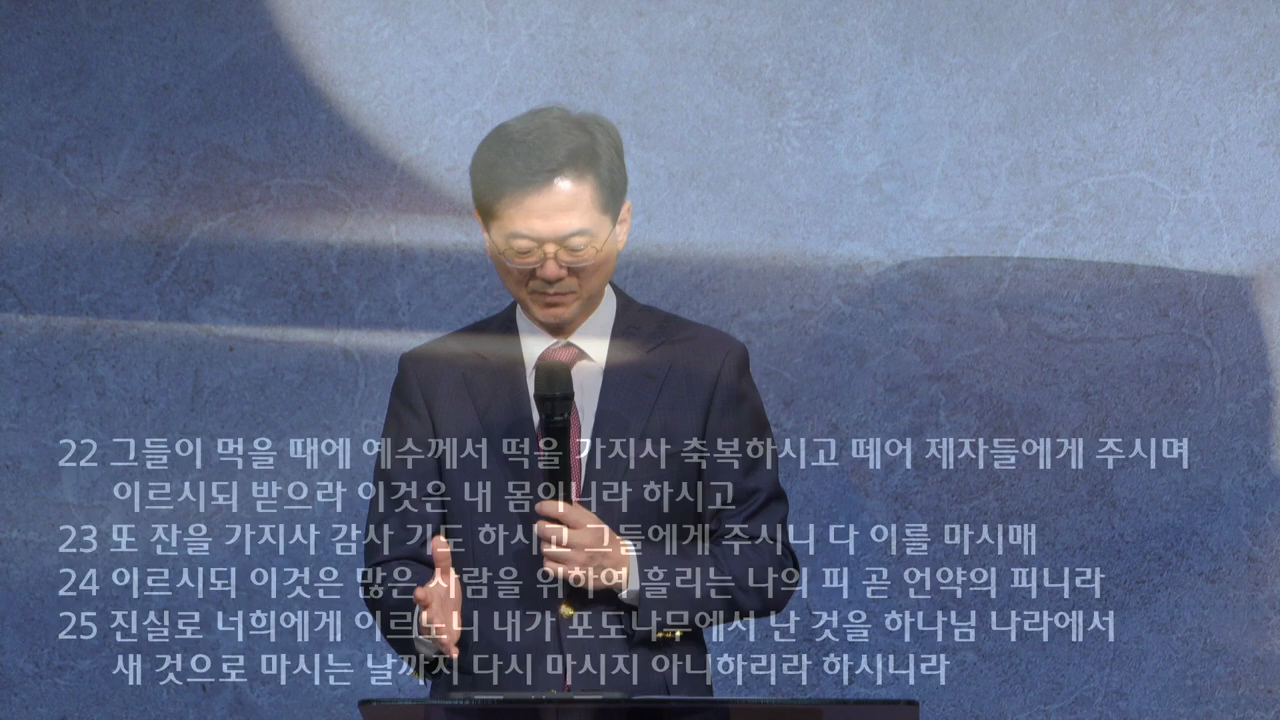 22 그들이 먹을 때에 예수께서 떡을 가지사 축복하시고 떼어 제자들에게 주시며
이르시되 받으라 이것은 내 몸이니라 하시고
23 또 잔을 가지사 감사 기도 하시고 그들에게 주시니 다 이를 마시매
24 이르시되 이것은 많은 사람을 위하여 흘리는 나의 피 곧 언약의 피니라
25 진실로 너희에게 이르노니 내가 포도나무에서 난 것을 하나님 나라에서
새 것으로 마시는 날까지 다시 마시지 아니하리라 하시니라